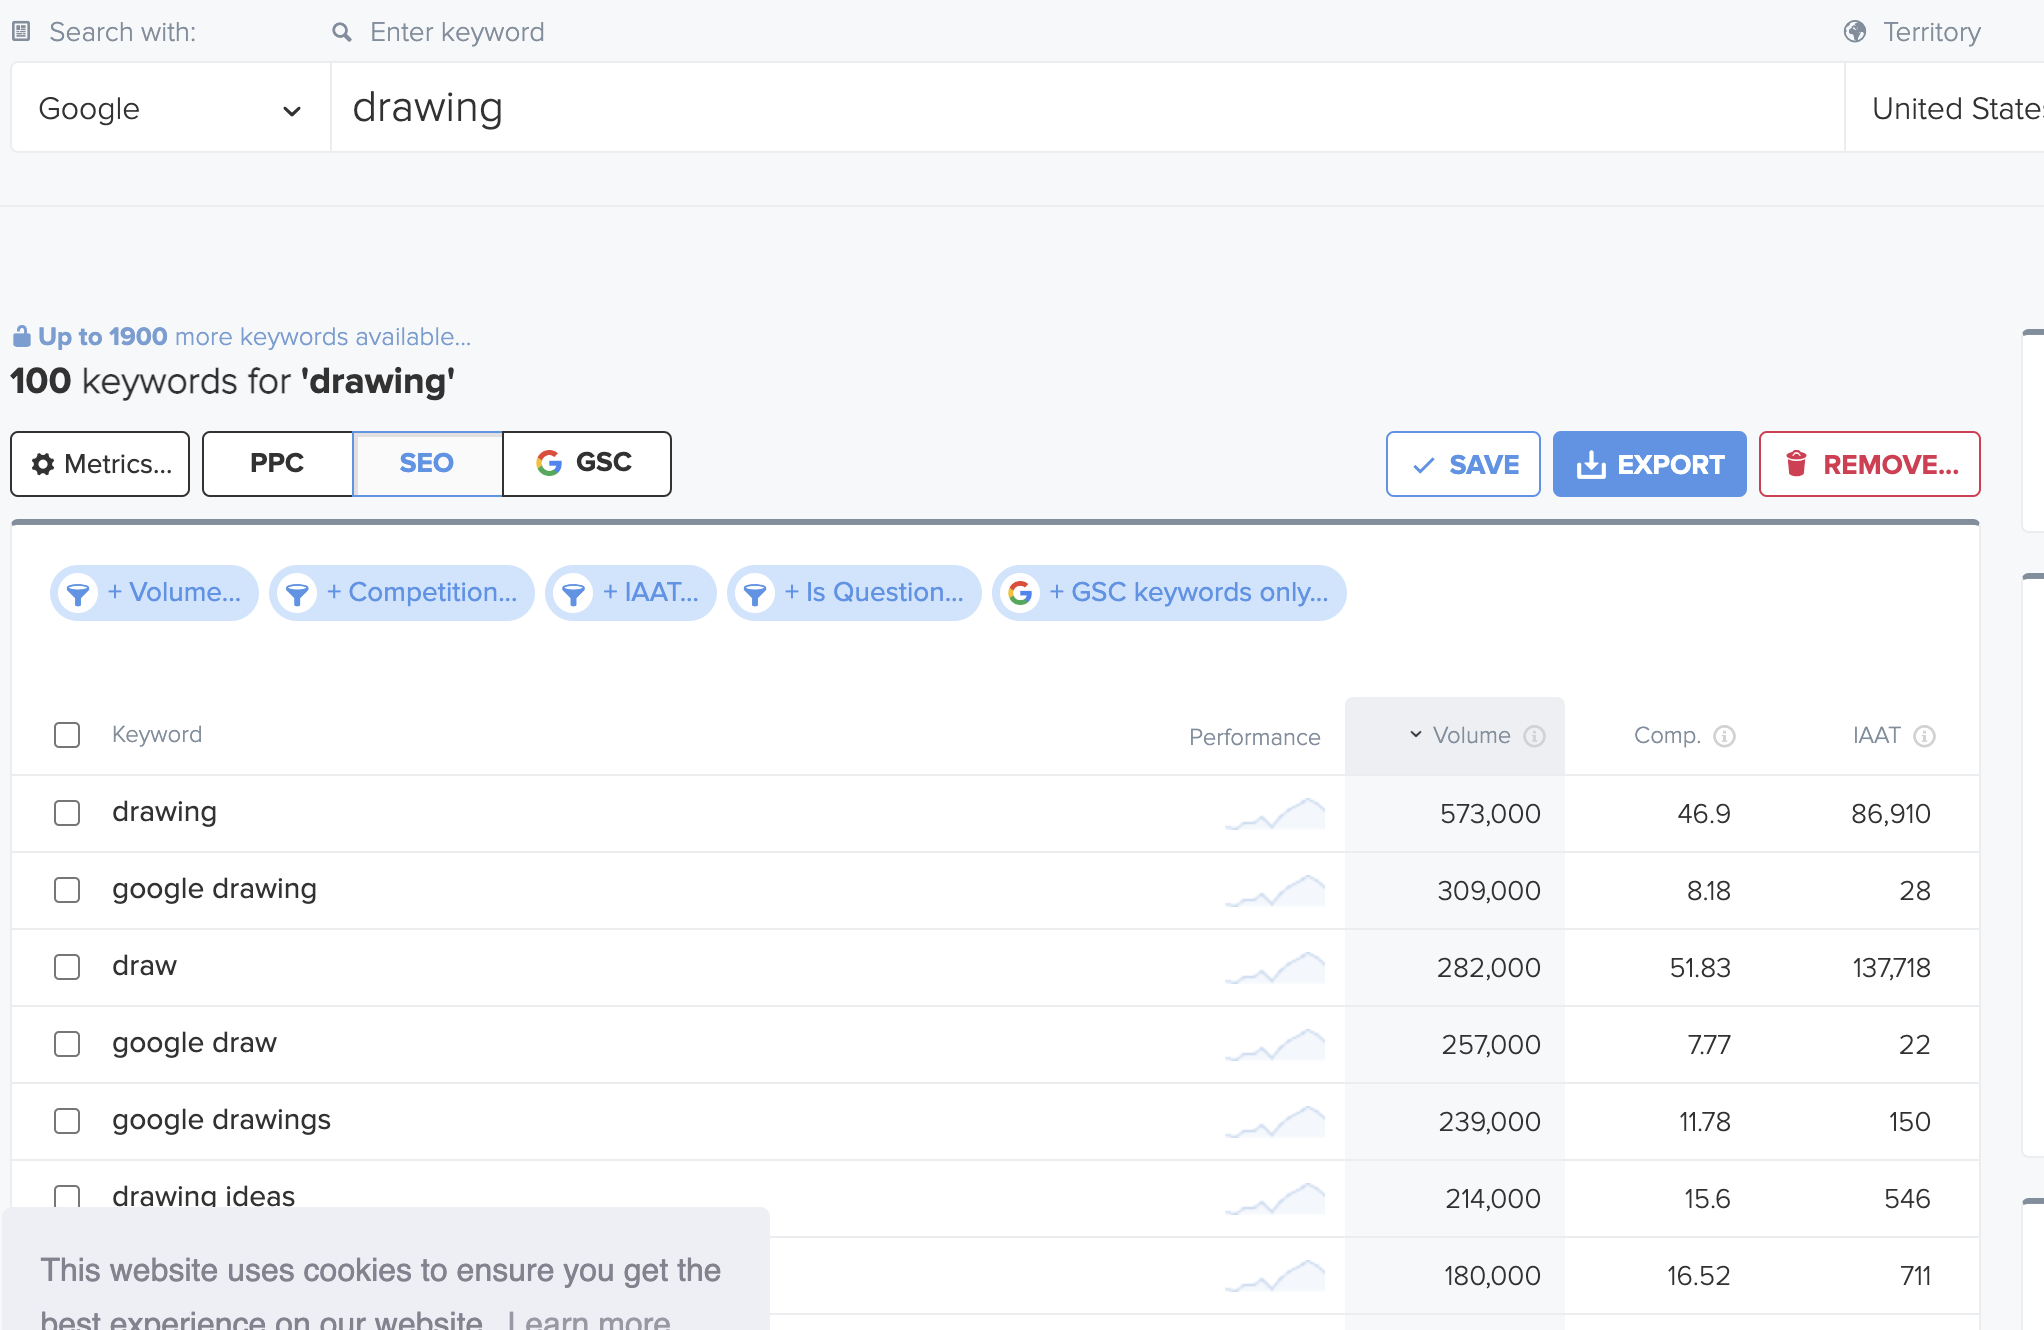 Search with:
Enter keyword
Territory
Google
drawing
United States
Up to 1900 more keywords available...
100 keywords for 'drawing'
Metrics...
PPC
SEO
GSC
SAVE
EXPORT
REMOVE...
+ Volume...
+ Competition...
+ IAAT...
+ Is Question...
+ GSC keywords only...
Keyword Performance Volume Comp. IAAT
drawing 573,000 46.9 86,910
google drawing 309,000 8.18 28
draw 282,000 51.83 137,718
google draw 257,000 7.77 22
google drawings 239,000 11.78 150
drawing ideas 214,000 15.6 546
180,000 16.52 711
This website uses cookies to ensure you get the
best experience on our website. Learn more